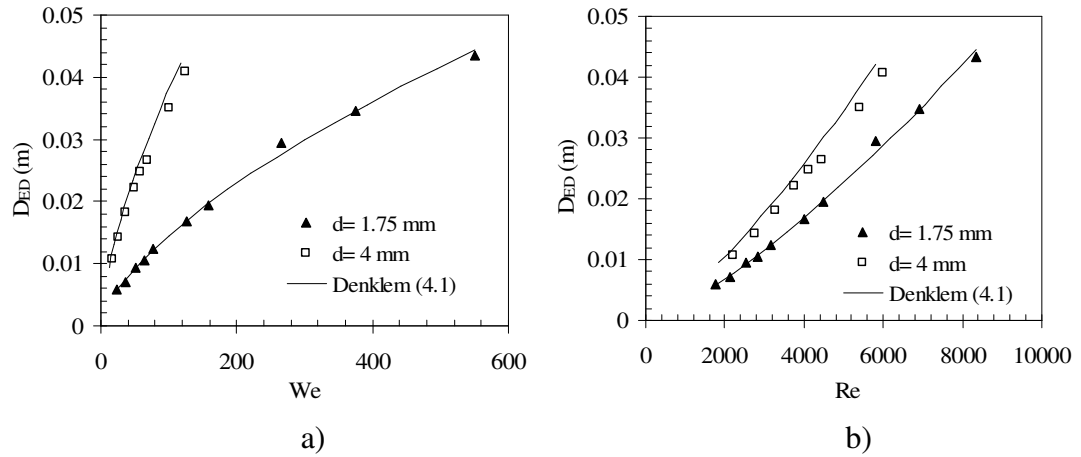 0.05
0.04
0.03
0.02
0.01
0
D_ED (m)
0
200
400
600
We
d= 1.75 mm
d= 4 mm
Denklem (4.1)
a)
0.05
0.04
0.03
0.02
0.01
0
D_ED (m)
0
2000
4000
6000
8000
10000
Re
d= 1.75 mm
d= 4 mm
Denklem (4.1)
b)